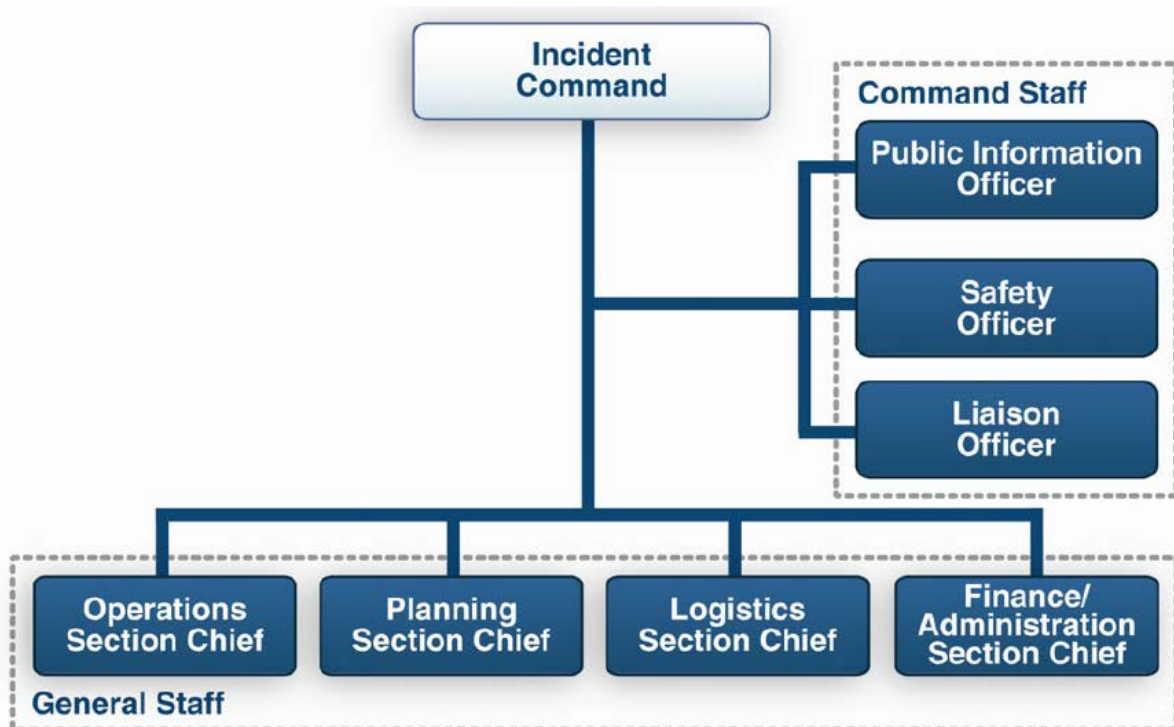 Incident
Command
Command Staff
Public Information
Officer
Safety
Officer
Liaison
Officer
Operations
Section Chief
Planning
Section Chief
Logistics
Section Chief
Finance/
Administration
Section Chief
General Staff